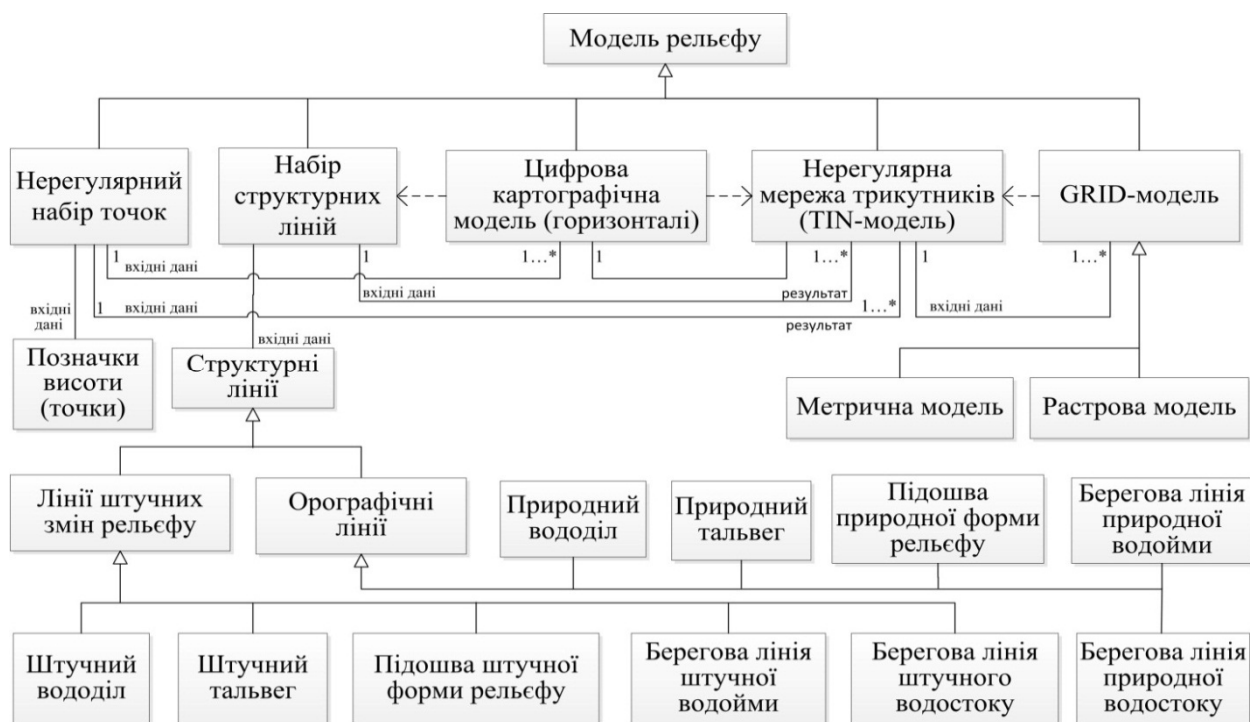 Модель рельєфу
Нерегулярний
набір точок
Набір
структурних
ліній
Цифрова
картографічна
модель (горизонталі)
Нерегулярна
мережа трикутників
(TIN-модель)
GRID-модель
1
вхідні дані
1
1...*
1
1...*
1
1...*
вхідні дані
результат
вхідні
дані
1
вхідні дані
1...*
результат
вхідні дані
вхідні дані
Позначки
висоти
(точки)
Структурні
лінії
Метрична модель
Растрова модель
Лінії штучних
змін рельєфу
Орографічні
лінії
Природний
вододіл
Природний
тальвег
Підошва
природної форми
рельєфу
Берегова лінія
природної
водойми
Штучний
вододіл
Штучний
тальвег
Підошва штучної
форми рельєфу
Берегова лінія
штучної
водойми
Берегова лінія
штучного
водостоку
Берегова лінія
природної
водостоку